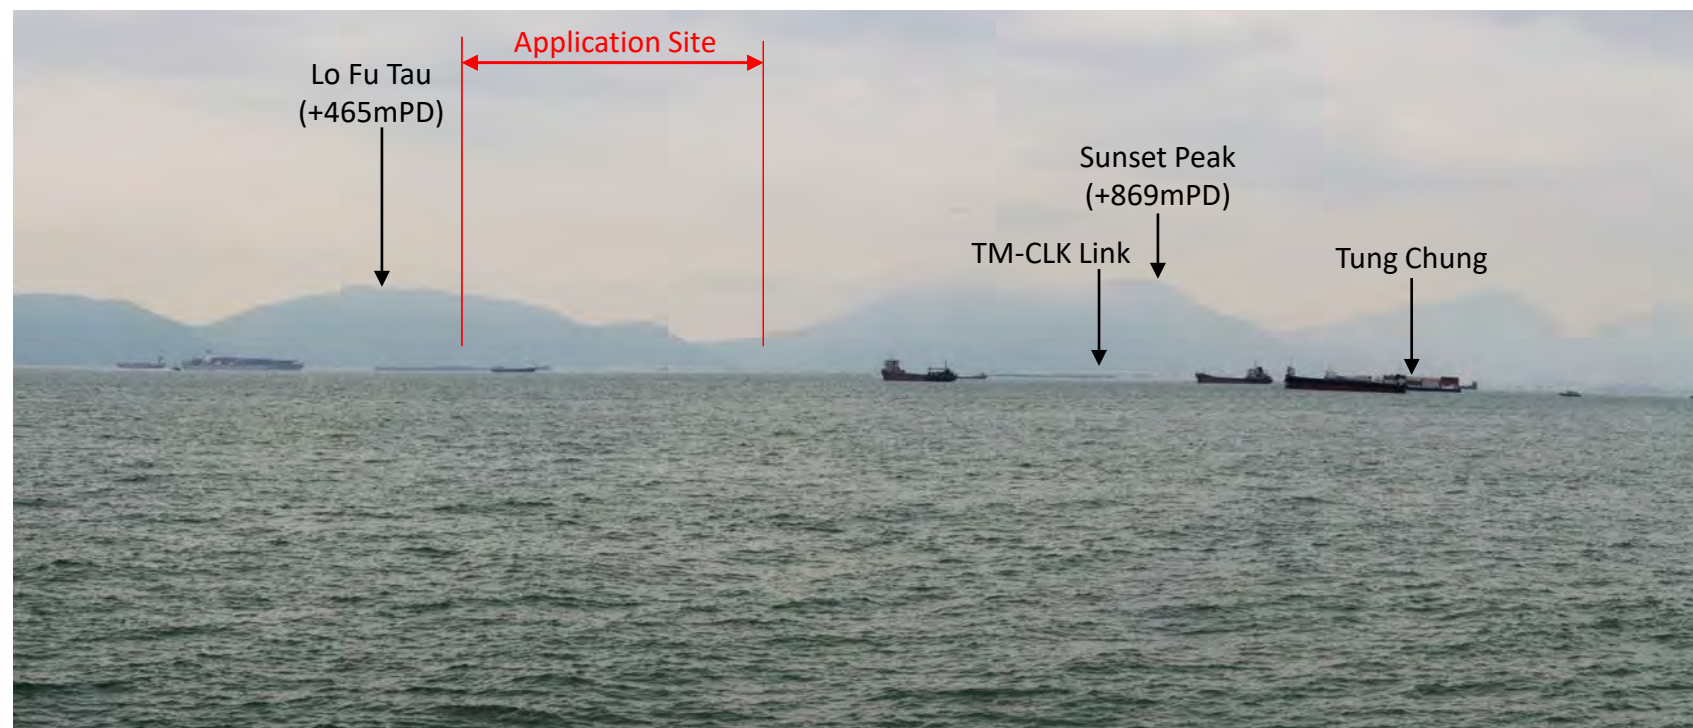 Application Site
Lo Fu Tau
(+465mPD)
Sunset Peak
(+869mPD)
TM-CLK Link
Tung Chung